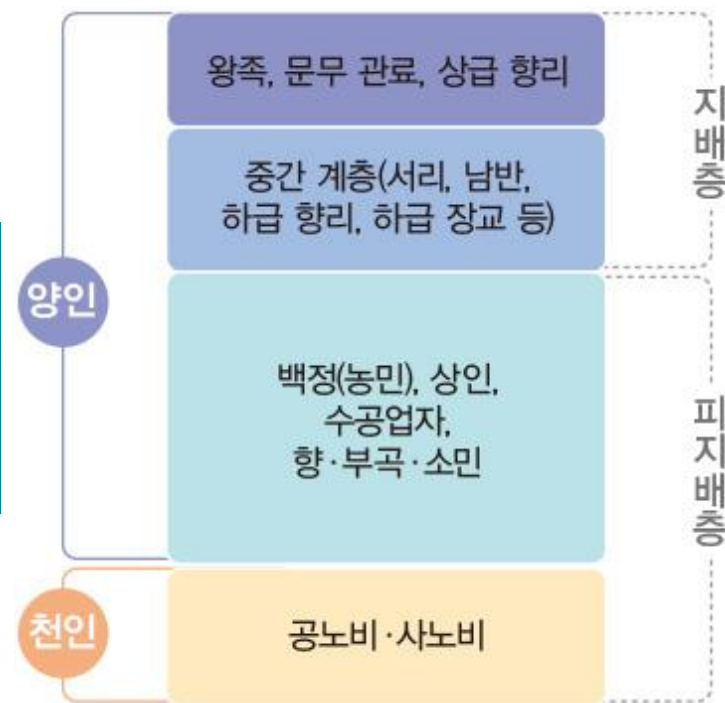 왕족, 문무 관료, 상급 향리
중간 계층(서리, 남반,
하급 향리, 하급 장교 등)
지배층
양인
백정(농민), 상인,
수공업자,
향·부곡·소민
피지배층
천인
공노비·사노비